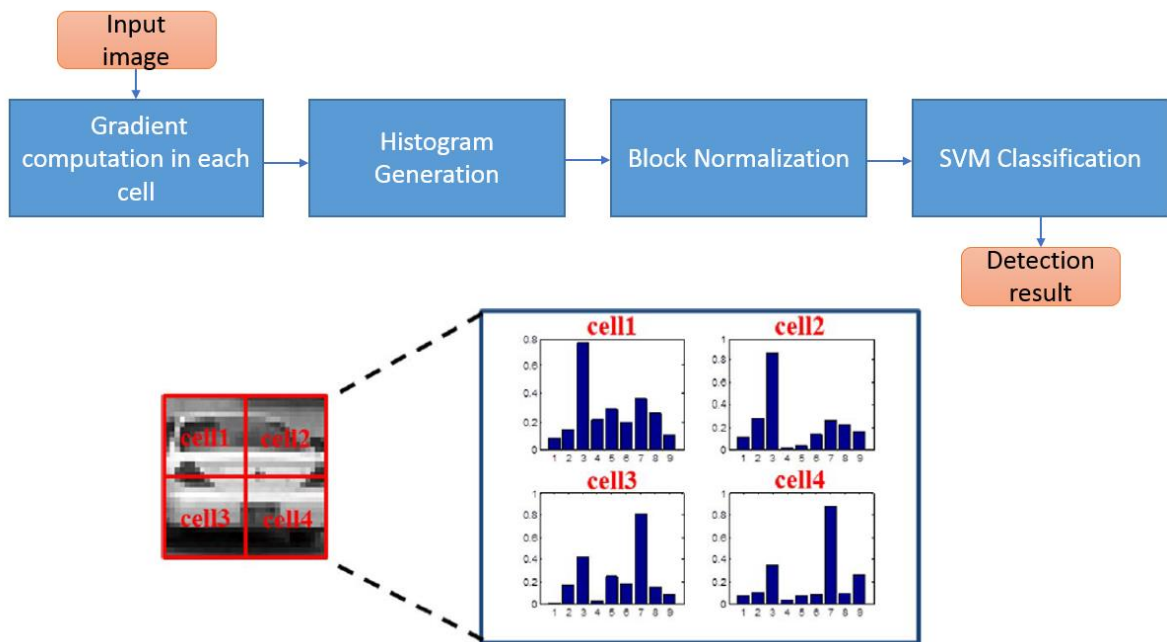 Input
image
Gradient
computation in each
cell
Histogram
Generation
Block Normalization
SVM Classification
Detection
result
cell1
cell2
cell3
cell4
cell1
0.8
0.6
0.4
0.2
0
1 2 3 4 5 6 7 8 9
cell2
1
0.8
0.6
0.4
0.2
0
1 2 3 4 5 6 7 8 9
cell3
1
0.8
0.6
0.4
0.2
0
1 2 3 4 5 6 7 8 9
cell4
1
0.8
0.6
0.4
0.2
0
1 2 3 4 5 6 7 8 9